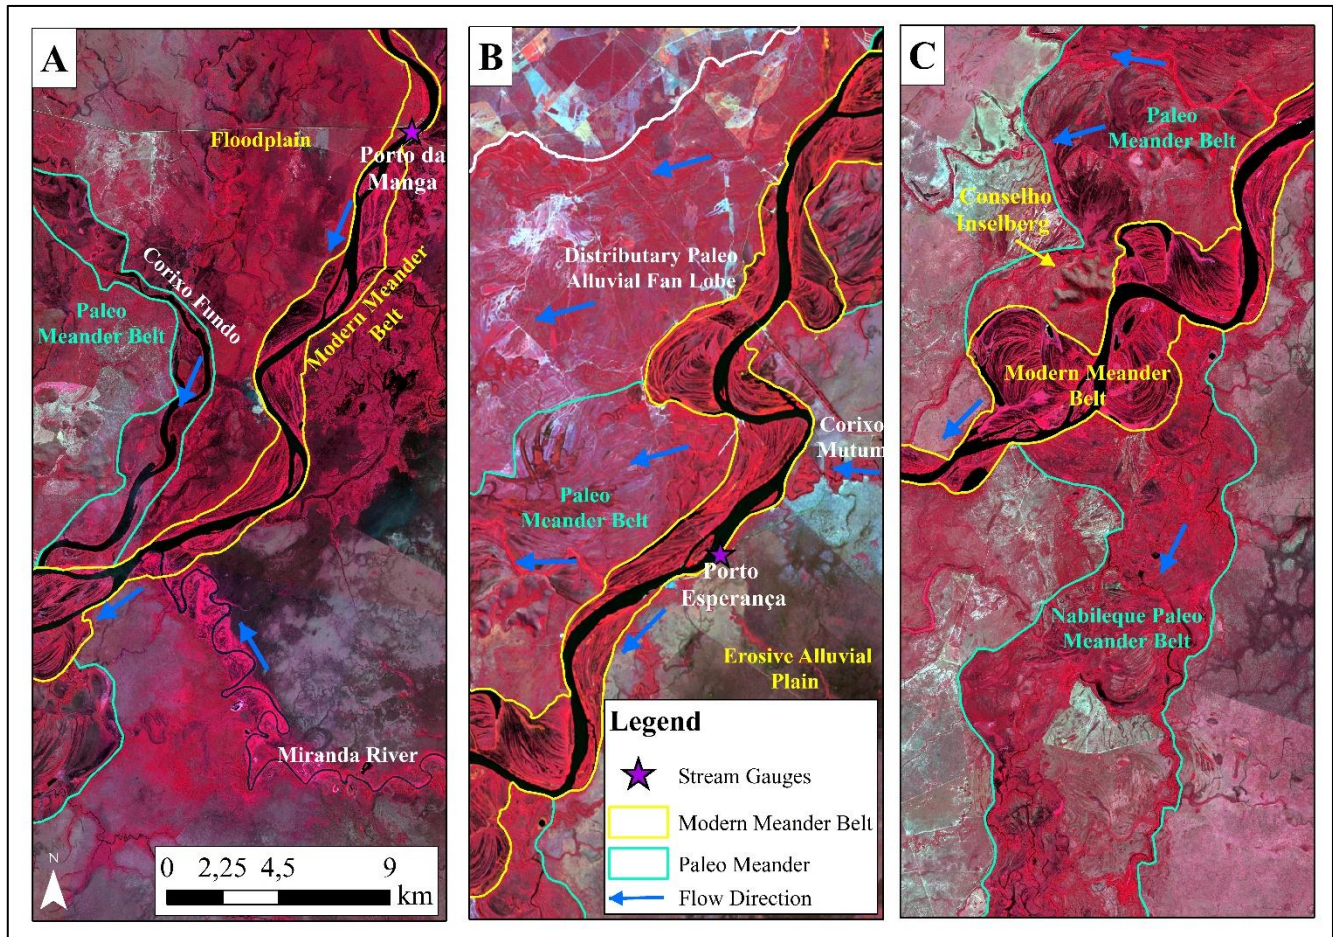 A
Floodplain
Porto da
Manga
Corixo Fundo
Paleo
Meander Belt
Modern Meander
Belt
Miranda River
N
0 2,25 4,5 9
km
B
Distributary Paleo
Alluvial Fan Lobe
Corixo
Mutum
Paleo
Meander Belt
Porto
Esperança
Erosive Alluvial
Plain
Legend
Stream Gauges
Modern Meander Belt
Paleo Meander
Flow Direction
C
Paleo
Meander Belt
Conselho
Inselberg
Modern Meander
Belt
Nabileque Paleo
Meander Belt